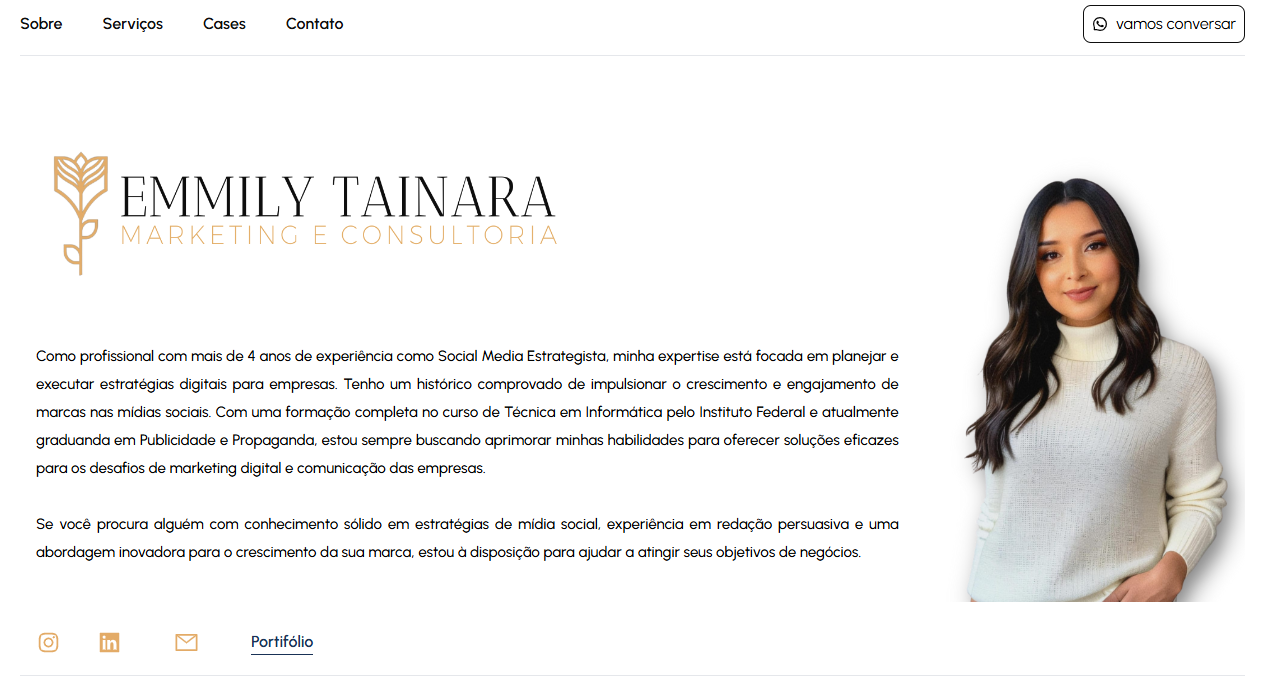 Sobre Serviços Cases Contato vamos conversar
EMMILY TAINARA
MARKETING E CONSULTORIA
Como profissional com mais de 4 anos de experiência como Social Media Estrategista, minha expertise está focada em planejar e
executar estratégias digitais para empresas. Tenho um histórico comprovado de impulsionar o crescimento e engajamento de
marcas nas mídias sociais. Com uma formação completa no curso de Técnica em Informática pelo Instituto Federal e atualmente
graduanda em Publicidade e Propaganda, estou sempre buscando aprimorar minhas habilidades para oferecer soluções eficazes
para os desafios de marketing digital e comunicação das empresas.
Se você procura alguém com conhecimento sólido em estratégias de mídia social, experiência em redação persuasiva e uma
abordagem inovadora para o crescimento da sua marca, estou à disposição para ajudar a atingir seus objetivos de negócios.
in Portifólio